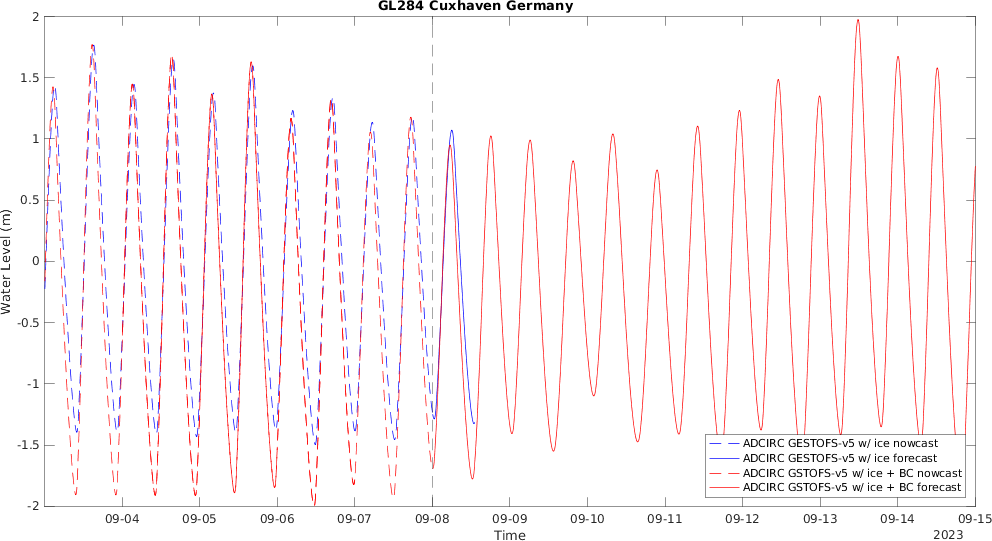 GL284 Cuxhaven Germany
2
1.5
1
0.5
0
-0.5
-1
-1.5
-2
Water Level (m)
ADCIRC GESTOFS-v5 w/ ice nowcast
ADCIRC GESTOFS-v5 w/ ice forecast
ADCIRC GSTOFS-v5 w/ ice + BC nowcast
ADCIRC GSTOFS-v5 w/ ice + BC forecast
09-04 09-05 09-06 09-07 09-08 09-09 09-10 09-11 09-12 09-13 09-14 09-15
Time
2023